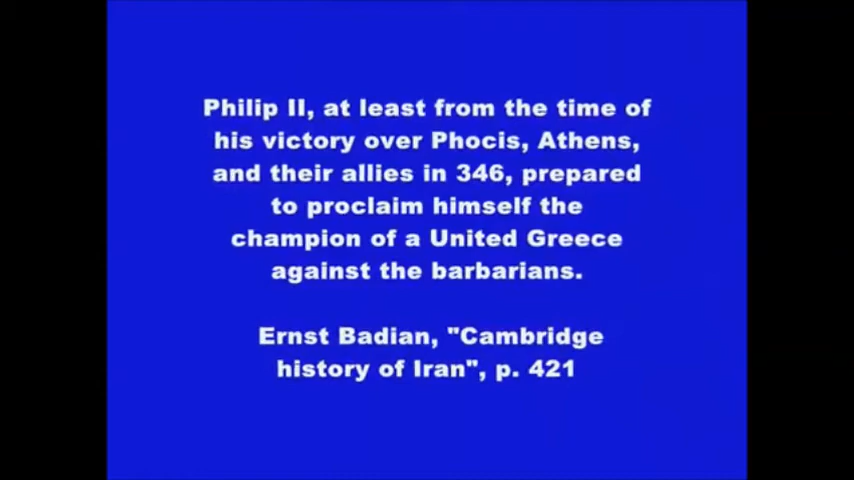 Philip II, at least from the time of
his victory over Phocis, Athens,
and their allies in 346, prepared
to proclaim himself the
champion of a United Greece
against the barbarians.
Ernst Badian, "Cambridge
history of Iran", p. 421